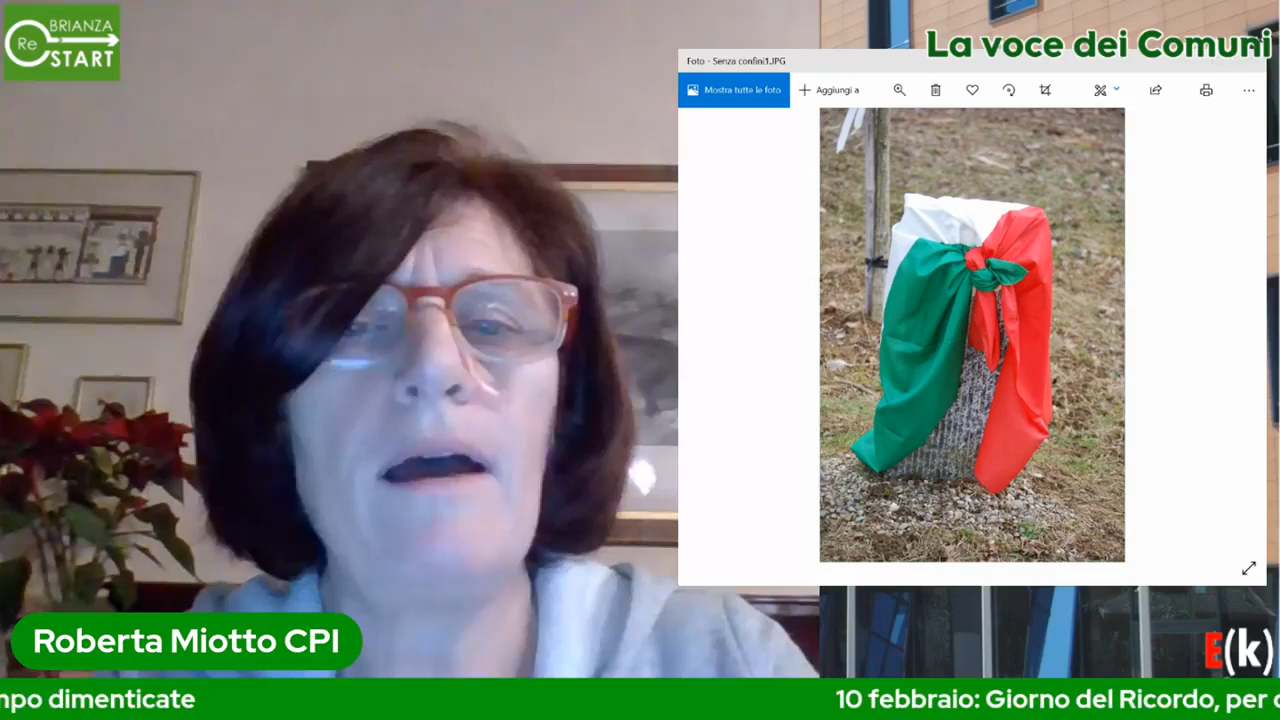 BRIANZA
Re START
La voce dei Comuni
Foto - Senza confini1.JPG
Mostra tutte le foto
Aggiungi a
Roberta Miotto CPI
E(k)
mpo dimenticate
10 febbraio: Giorno del Ricordo, per